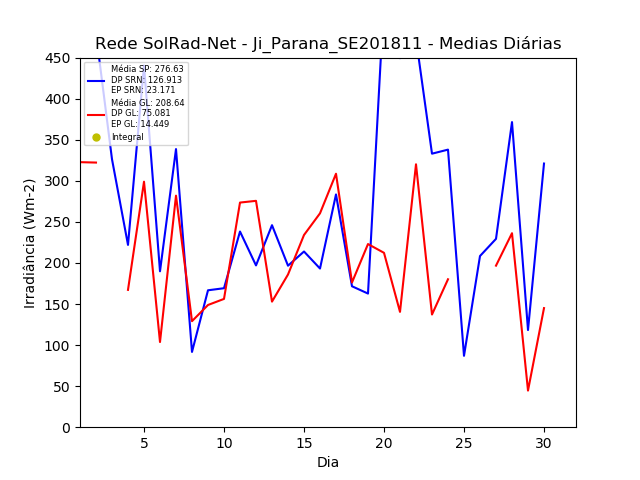 Rede SolRad-Net - Ji_Parana_SE201811 - Medias Diárias
Média SP: 276.63
DP SRN: 126.913
EP SRN: 23.171
Média GL: 208.64
DP GL: 75.081
EP GL: 14.449
Integral
Irradiância (Wm-2)
450
400
350
300
250
200
150
100
50
0
5 10 15 20 25 30
Dia